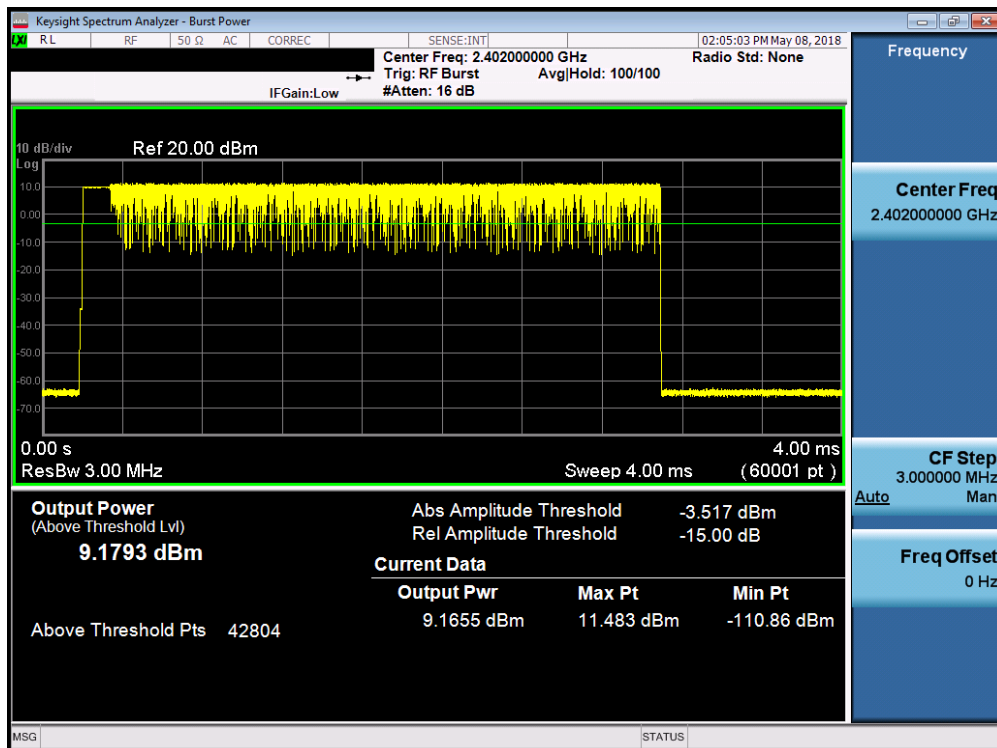 Keysight Spectrum Analyzer - Burst Power
LXI RL RF 50 Ω AC CORREC SENSE:INT 02:05:03 PM May 08, 2018
Center Freq: 2.402000000 GHz Radio Std: None
Trig: RF Burst Avg|Hold: 100/100
IFGain:Low #Atten: 16 dB
Frequency
10 dB/div Ref 20.00 dBm
Log
10.0
0.00
-10.0
-20.0
-30.0
-40.0
-50.0
-60.0
-70.0
0.00 s 4.00 ms
ResBw 3.00 MHz Sweep 4.00 ms (60001 pt)
Center Freq
2.402000000 GHz
CF Step
3.000000 MHz
Auto Man
Freq Offset
0 Hz
Output Power
(Above Threshold Lvl)
9.1793 dBm
Above Threshold Pts 42804
Abs Amplitude Threshold -3.517 dBm
Rel Amplitude Threshold -15.00 dB
Current Data
Output Pwr Max Pt Min Pt
9.1655 dBm 11.483 dBm -110.86 dBm
MSG STATUS